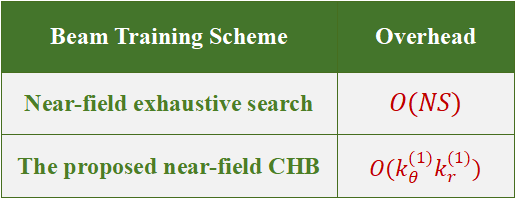 Beam Training Scheme Overhead
Near-field exhaustive search O(NS)
The proposed near-field CHB O(k_θ^(1) k_r^(1))